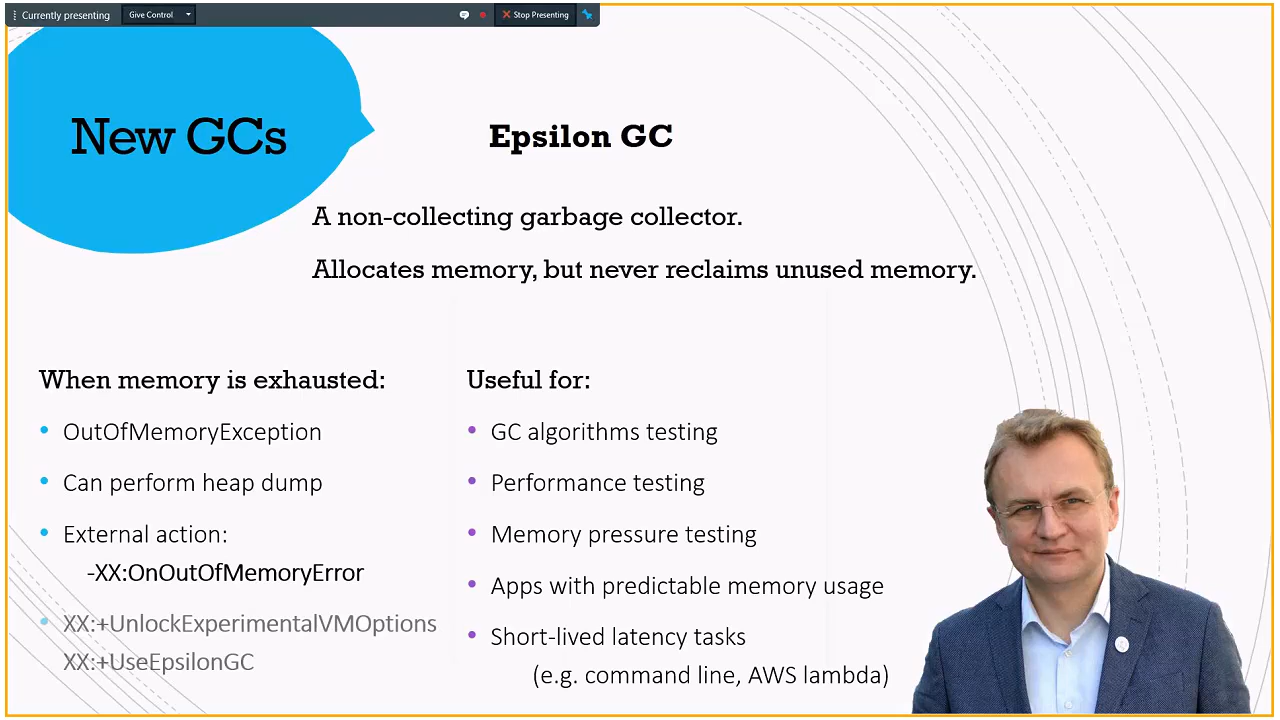 Currently presenting
Give Control
Stop Presenting
New GCs
Epsilon GC
A non-collecting garbage collector.
Allocates memory, but never reclaims unused memory.
When memory is exhausted:
OutOfMemoryException
Can perform heap dump
External action:
-XX:OnOutOfMemoryError
XX:+UnlockExperimentalVMOptions
XX:+UseEpsilonGC
Useful for:
GC algorithms testing
Performance testing
Memory pressure testing
Apps with predictable memory usage
Short-lived latency tasks
(e.g. command line, AWS lambda)